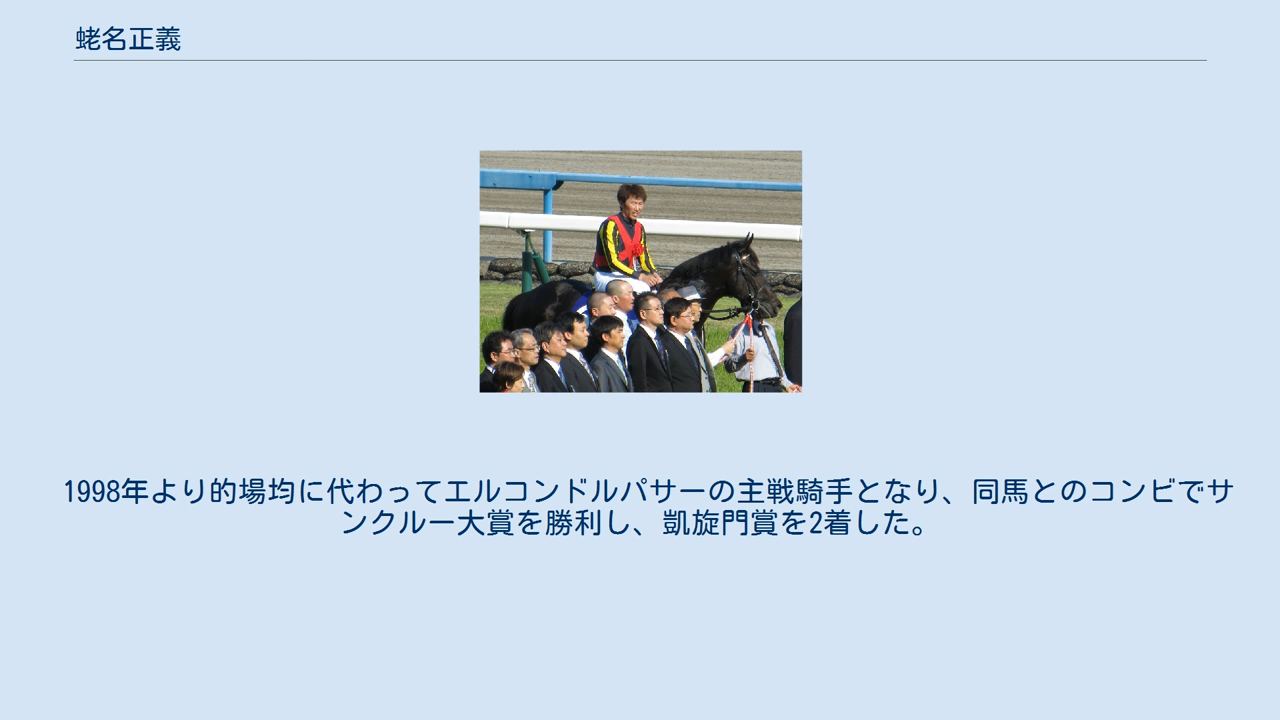 蛯名正義
1998年より的場均に代わってエルコンドルパサーの主戦騎手となり、同馬とのコンビでサ
ンクルー大賞を勝利し、凱旋門賞を2着した。